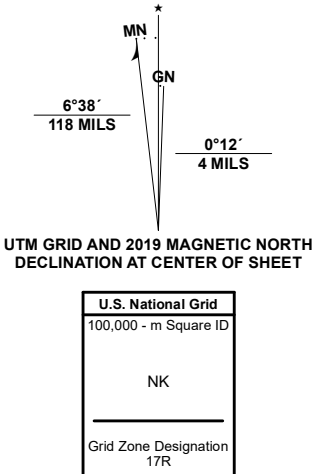 MN
GN
6°38´
118 MILS
0°12´
4 MILS
UTM GRID AND 2019 MAGNETIC NORTH
DECLINATION AT CENTER OF SHEET
U.S. National Grid
100,000 - m Square ID
NK
Grid Zone Designation
17R